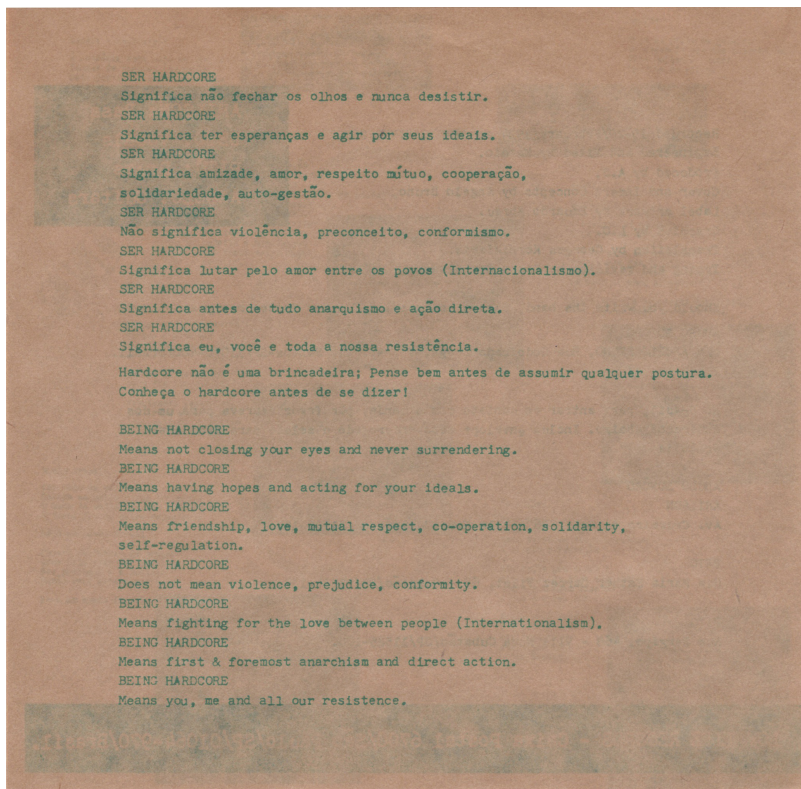 SER HARDCORE
Significa não fechar os olhos e nunca desistir.
SER HARDCORE
Significa ter esperanças e agir por seus ideais.
SER HARDCORE
Significa amizade, amor, respeito mútuo, cooperação,
solidariedade, auto-gestão.
SER HARDCORE
Não significa violência, preconceito, conformismo.
SER HARDCORE
Significa lutar pelo amor entre os povos (Internacionalismo).
SER HARDCORE
Significa antes de tudo anarquismo e ação direta.
SER HARDCORE
Significa eu, você e toda a nossa resistência.
Hardcore não é uma brincadeira; Pense bem antes de assumir qualquer postura.
Conheça o hardcore antes de se dizer!
BEING HARDCORE
Means not closing your eyes and never surrendering.
BEING HARDCORE
Means having hopes and acting for your ideals.
BEING HARDCORE
Means friendship, love, mutual respect, co-operation, solidarity,
self-regulation.
BEING HARDCORE
Does not mean violence, prejudice, conformity.
BEING HARDCORE
Means fighting for the love between people (Internationalism).
BEING HARDCORE
Means first & foremost anarchism and direct action.
BEING HARDCORE
Means you, me and all our resistence.